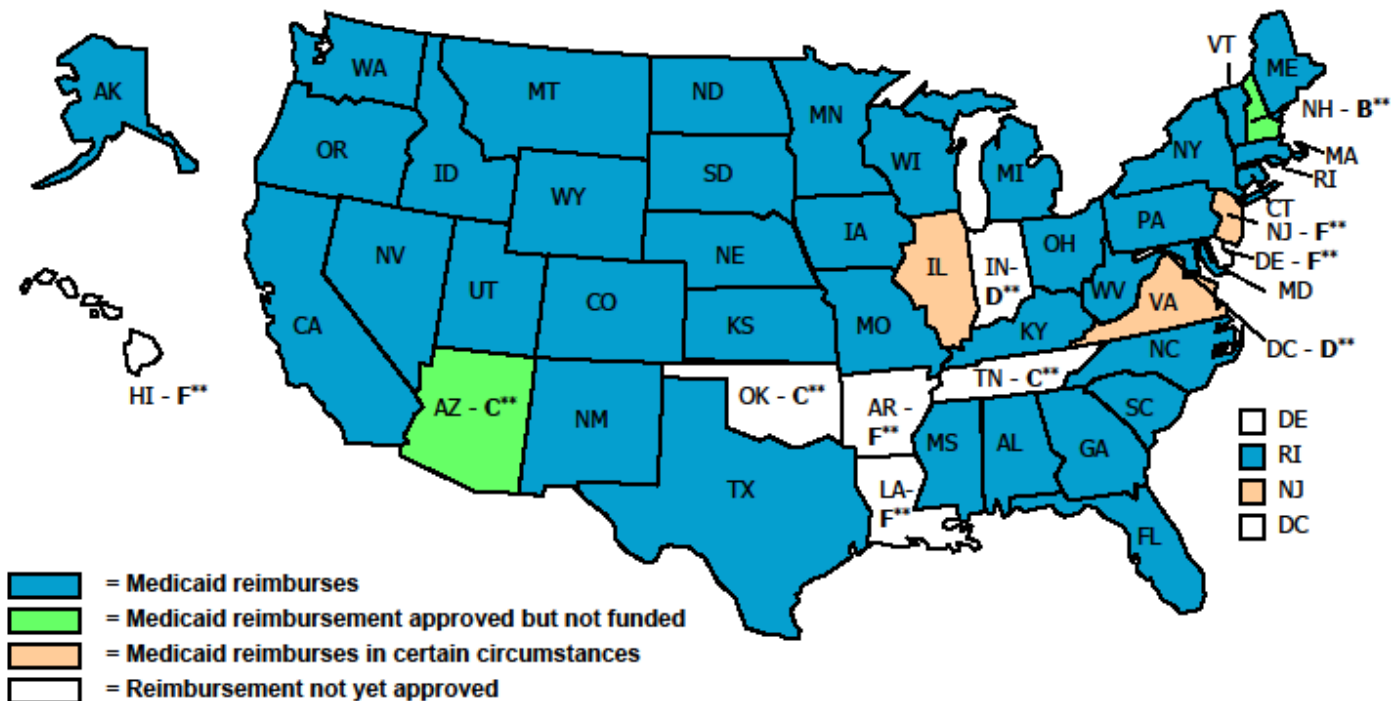 AK
WA
MT
ND
MN
VT
ME
NH - B**
OR
ID
WY
SD
WI
MI
NY
MA
RI
CT
NJ - F**
DE - F**
MD
DC - D**
NV
UT
CO
NE
IA
IL
IN-
D**
OH
PA
WV
VA
CA
KS
MO
KY
NC
HI - F**
AZ - C**
NM
OK - C**
AR -
F**
TN - C**
SC
MS
AL
GA
TX
LA-
F**
FL
DE
RI
NJ
DC
= Medicaid reimburses
= Medicaid reimbursement approved but not funded
= Medicaid reimburses in certain circumstances
= Reimbursement not yet approved